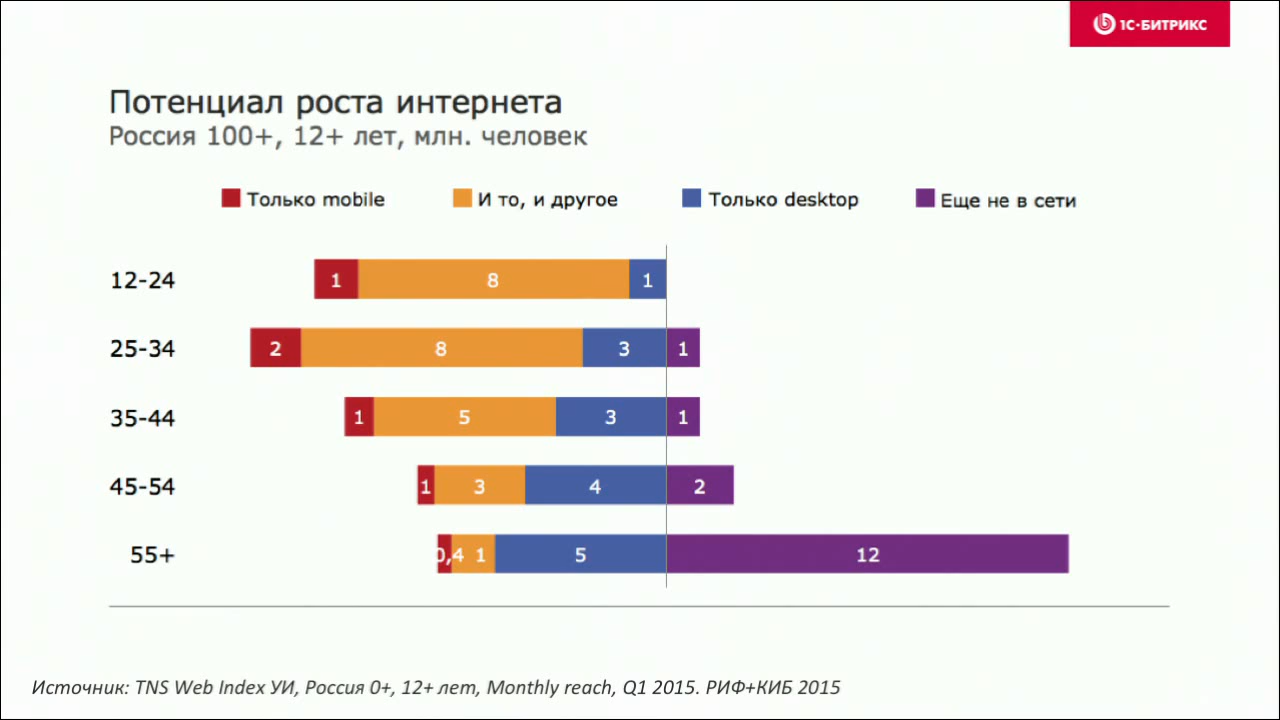 1С-БИТРИКС
Потенциал роста интернета
Россия 100+, 12+ лет, млн. человек
Только mobile И то, и другое Только desktop Еще не в сети
12-24 1 8 1
25-34 2 8 3 1
35-44 1 5 3 1
45-54 1 3 4 2
55+ 0,4 1 5 12
Источник: TNS Web Index УИ, Россия 0+, 12+ лет, Monthly reach, Q1 2015. РИФ+КИБ 2015